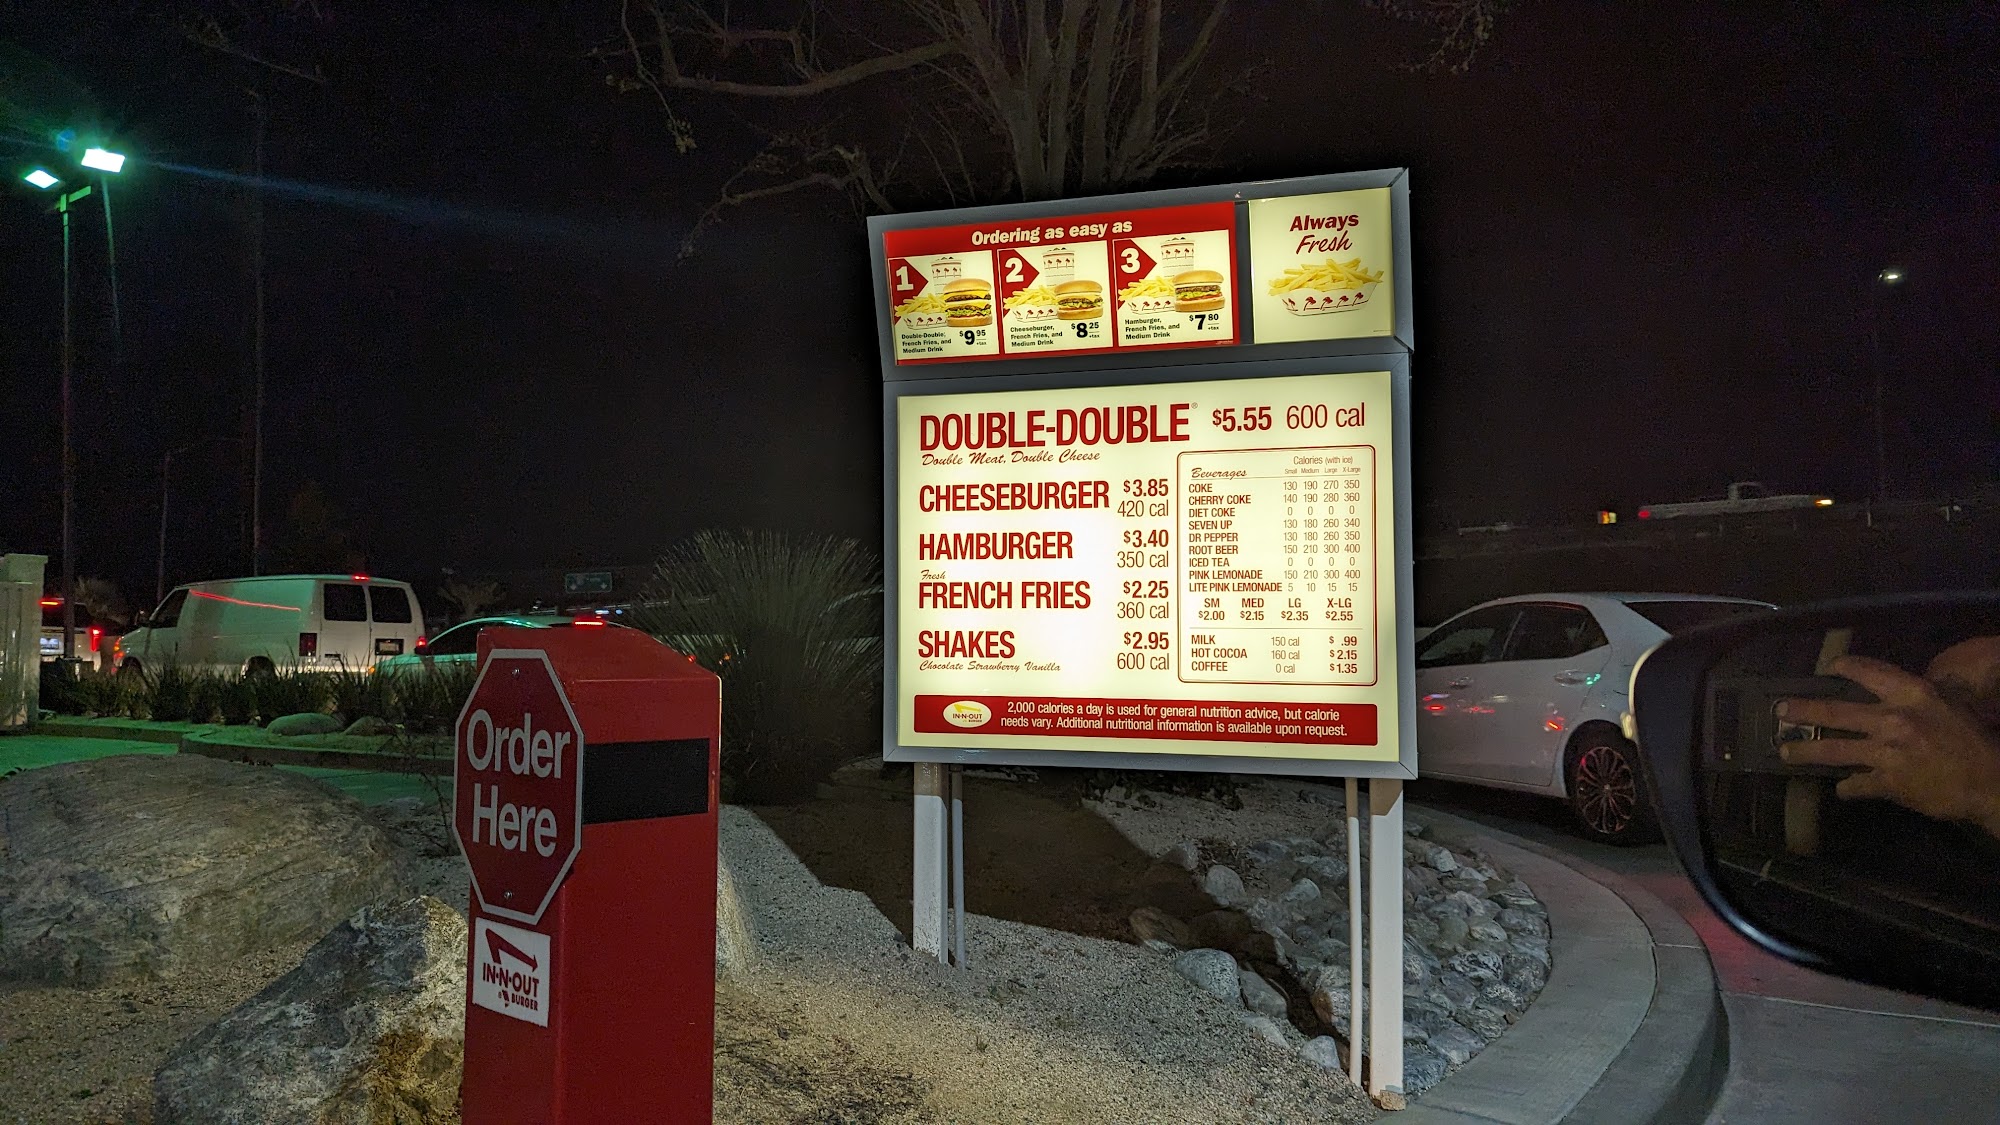 Ordering as easy as
1
Double-Double,
French Fries, and
Medium Drink
$9 95
+tax
2
Cheeseburger,
French Fries, and
Medium Drink
$8 25
+tax
3
Hamburger,
French Fries, and
Medium Drink
$7 80
+tax
Always
Fresh
DOUBLE-DOUBLE® $5.55 600 cal
Double Meat, Double Cheese
CHEESEBURGER $3.85
420 cal
HAMBURGER $3.40
350 cal
Fresh
FRENCH FRIES $2.25
360 cal
SHAKES $2.95
Chocolate Strawberry Vanilla 600 cal
Beverages Calories (with ice)
Small Medium Large X-Large
COKE 130 190 270 350
CHERRY COKE 140 190 280 360
DIET COKE 0 0 0 0
SEVEN UP 130 180 260 340
DR PEPPER 130 180 260 350
ROOT BEER 150 210 300 400
ICED TEA 0 0 0 0
PINK LEMONADE 150 210 300 400
LITE PINK LEMONADE 5 10 15 15
SM MED LG X-LG
$2.00 $2.15 $2.35 $2.55
MILK 150 cal $ .99
HOT COCOA 160 cal $2.15
COFFEE 0 cal $1.35
IN-N-OUT
2,000 calories a day is used for general nutrition advice, but calorie
needs vary. Additional nutritional information is available upon request.
Order
Here
IN-N-OUT
BURGER